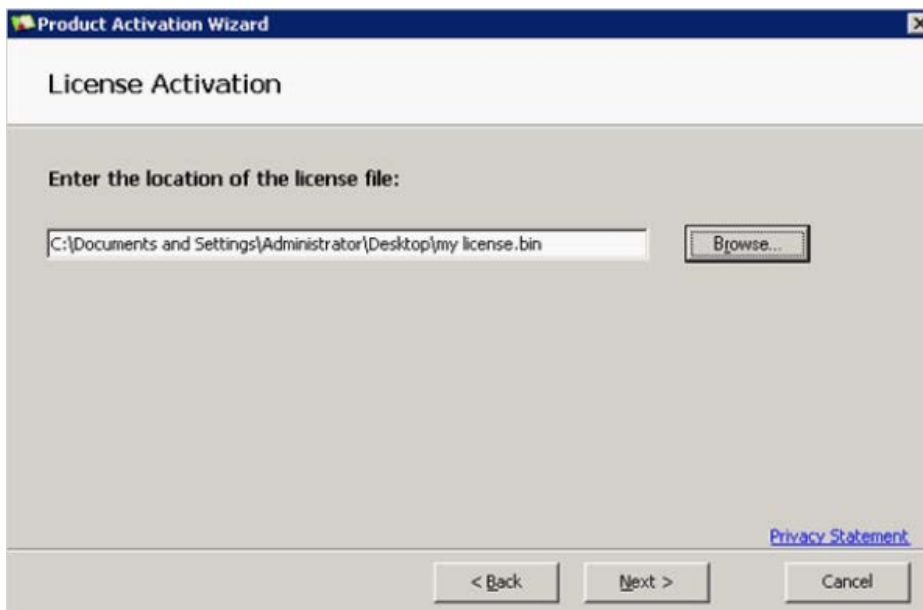 Product Activation Wizard
License Activation
Enter the location of the license file:
C:\Documents and Settings\Administrator\Desktop\my license.bin
Browse...
Privacy Statement
< Back
Next >
Cancel